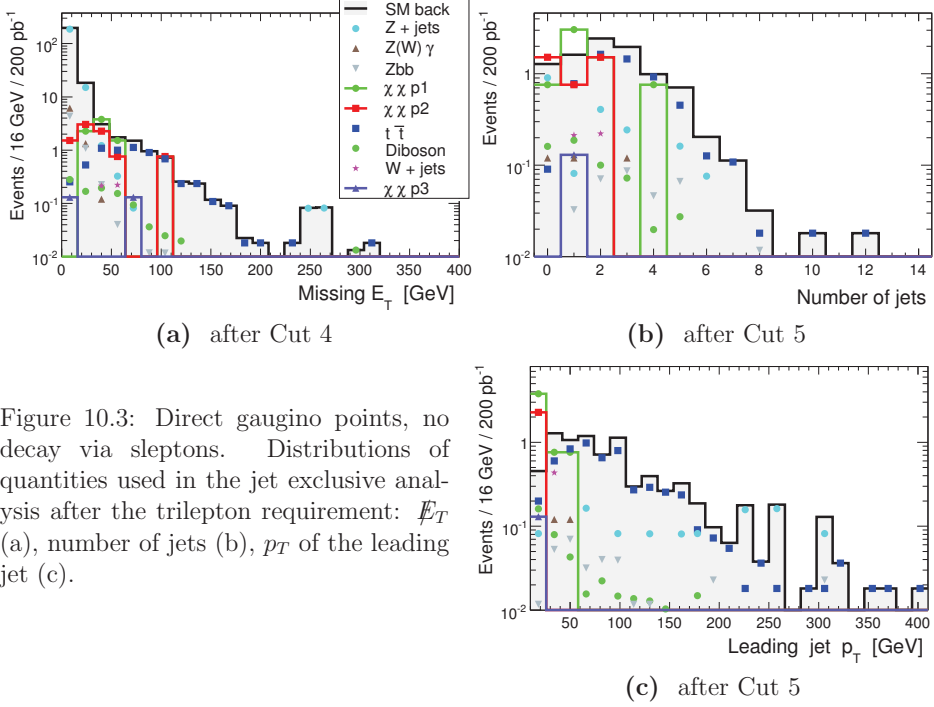 Events / 16 GeV / 200 pb⁻¹
10²
10
1
10⁻¹
10⁻²
0 50 100 150 200 250 300 350 400
Missing E_T [GeV]
SM back
Z + jets
Z(W) γ
Zbb
χ χ p1
χ χ p2
t t̅
Diboson
W + jets
χ χ p3
(a) after Cut 4
Events / 200 pb⁻¹
1
10⁻¹
10⁻²
0 2 4 6 8 10 12 14
Number of jets
(b) after Cut 5
Figure 10.3: Direct gaugino points, no
decay via sleptons. Distributions of
quantities used in the jet exclusive anal-
ysis after the trilepton requirement: E̸_T
(a), number of jets (b), p_T of the leading
jet (c).
Events / 16 GeV / 200 pb⁻¹
10
1
10⁻¹
10⁻²
50 100 150 200 250 300 350 400
Leading jet p_T [GeV]
(c) after Cut 5